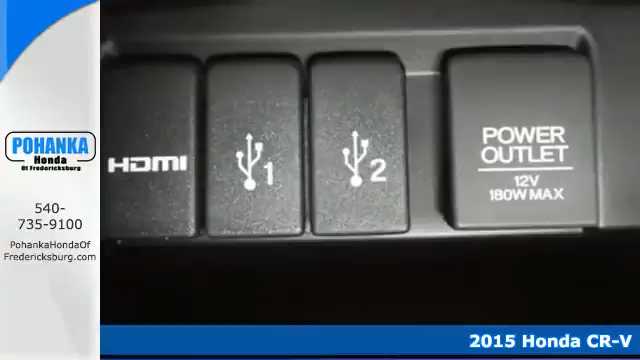 POHANKA
Honda
Of Fredericksburg
540-
735-9100
PohankaHondaOf
Fredericksburg.com
HDMI
1
2
POWER
OUTLET
12V
180W MAX
2015 Honda CR-V